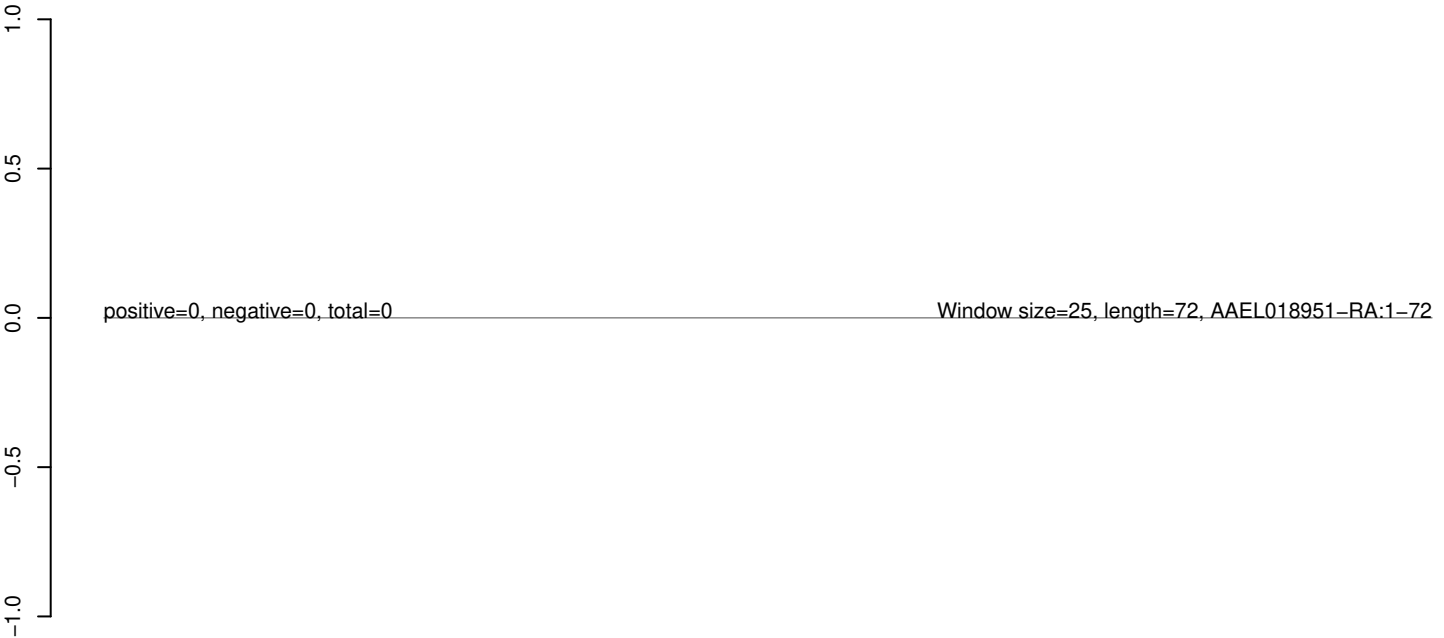 1.0
0.5
0.0
−0.5
−1.0
positive=0, negative=0, total=0
Window size=25, length=72, AAEL018951−RA:1−72